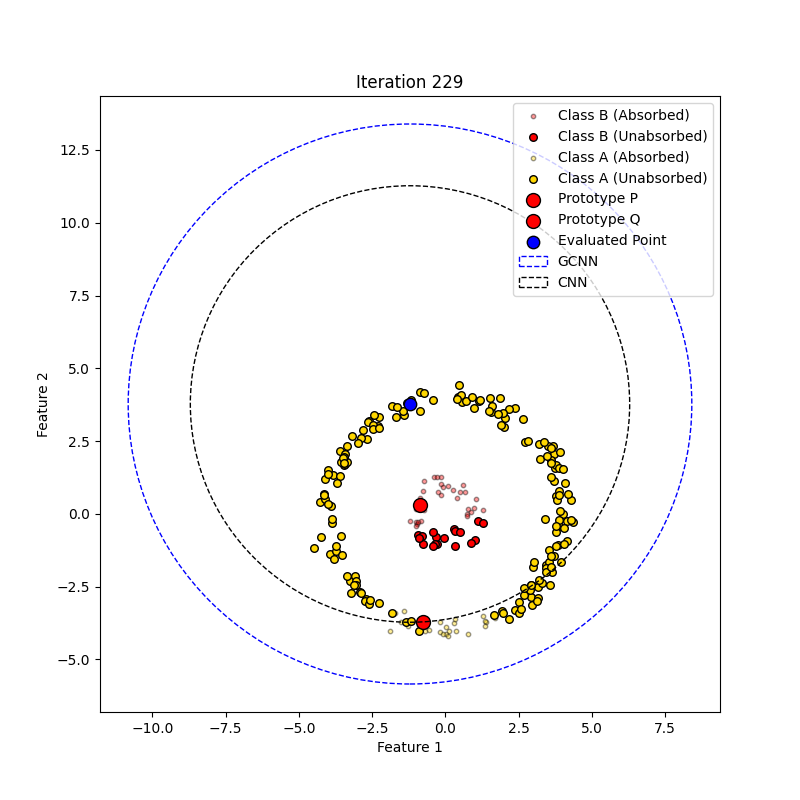 Iteration 229
Class B (Absorbed)
Class B (Unabsorbed)
Class A (Absorbed)
Class A (Unabsorbed)
Prototype P
Prototype Q
Evaluated Point
GCNN
CNN
12.5
10.0
7.5
5.0
2.5
0.0
−2.5
−5.0
Feature 2
−10.0 −7.5 −5.0 −2.5 0.0 2.5 5.0 7.5
Feature 1